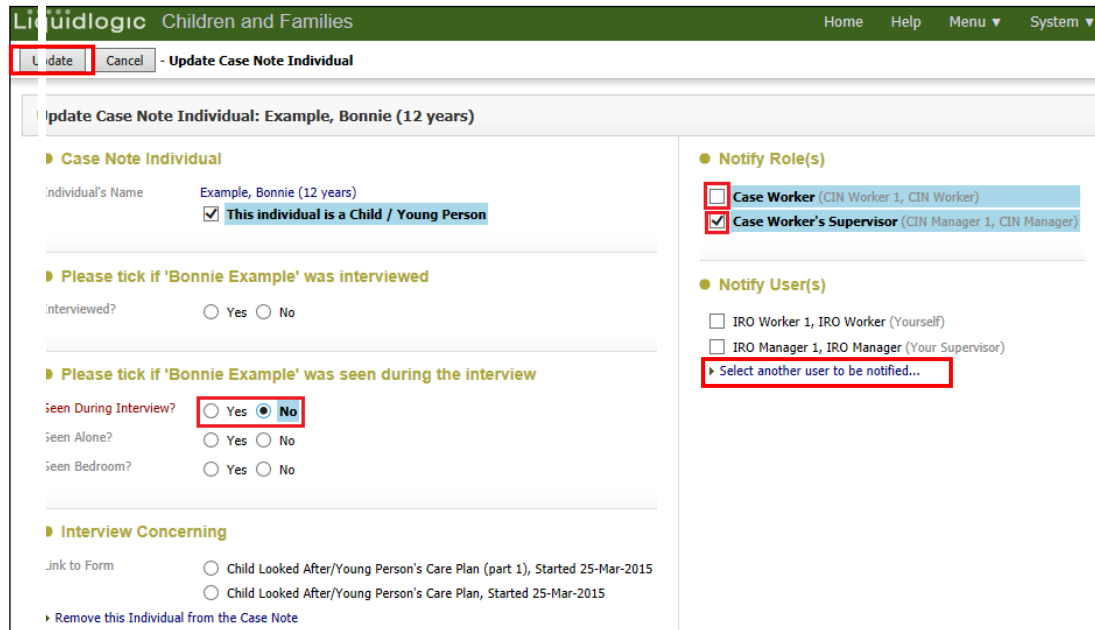 Liquidlogic Children and Families Home Help Menu ▼ System ▼
Update Cancel - Update Case Note Individual
Update Case Note Individual: Example, Bonnie (12 years)
Case Note Individual
Individual's Name Example, Bonnie (12 years)
This individual is a Child / Young Person
Please tick if 'Bonnie Example' was interviewed
Interviewed? Yes No
Please tick if 'Bonnie Example' was seen during the interview
Seen During Interview? Yes No
Seen Alone? Yes No
Seen Bedroom? Yes No
Interview Concerning
Link to Form Child Looked After/Young Person's Care Plan (part 1), Started 25-Mar-2015
Child Looked After/Young Person's Care Plan, Started 25-Mar-2015
Remove this Individual from the Case Note
Notify Role(s)
Case Worker (CIN Worker 1, CIN Worker)
Case Worker's Supervisor (CIN Manager 1, CIN Manager)
Notify User(s)
IRO Worker 1, IRO Worker (Yourself)
IRO Manager 1, IRO Manager (Your Supervisor)
Select another user to be notified...